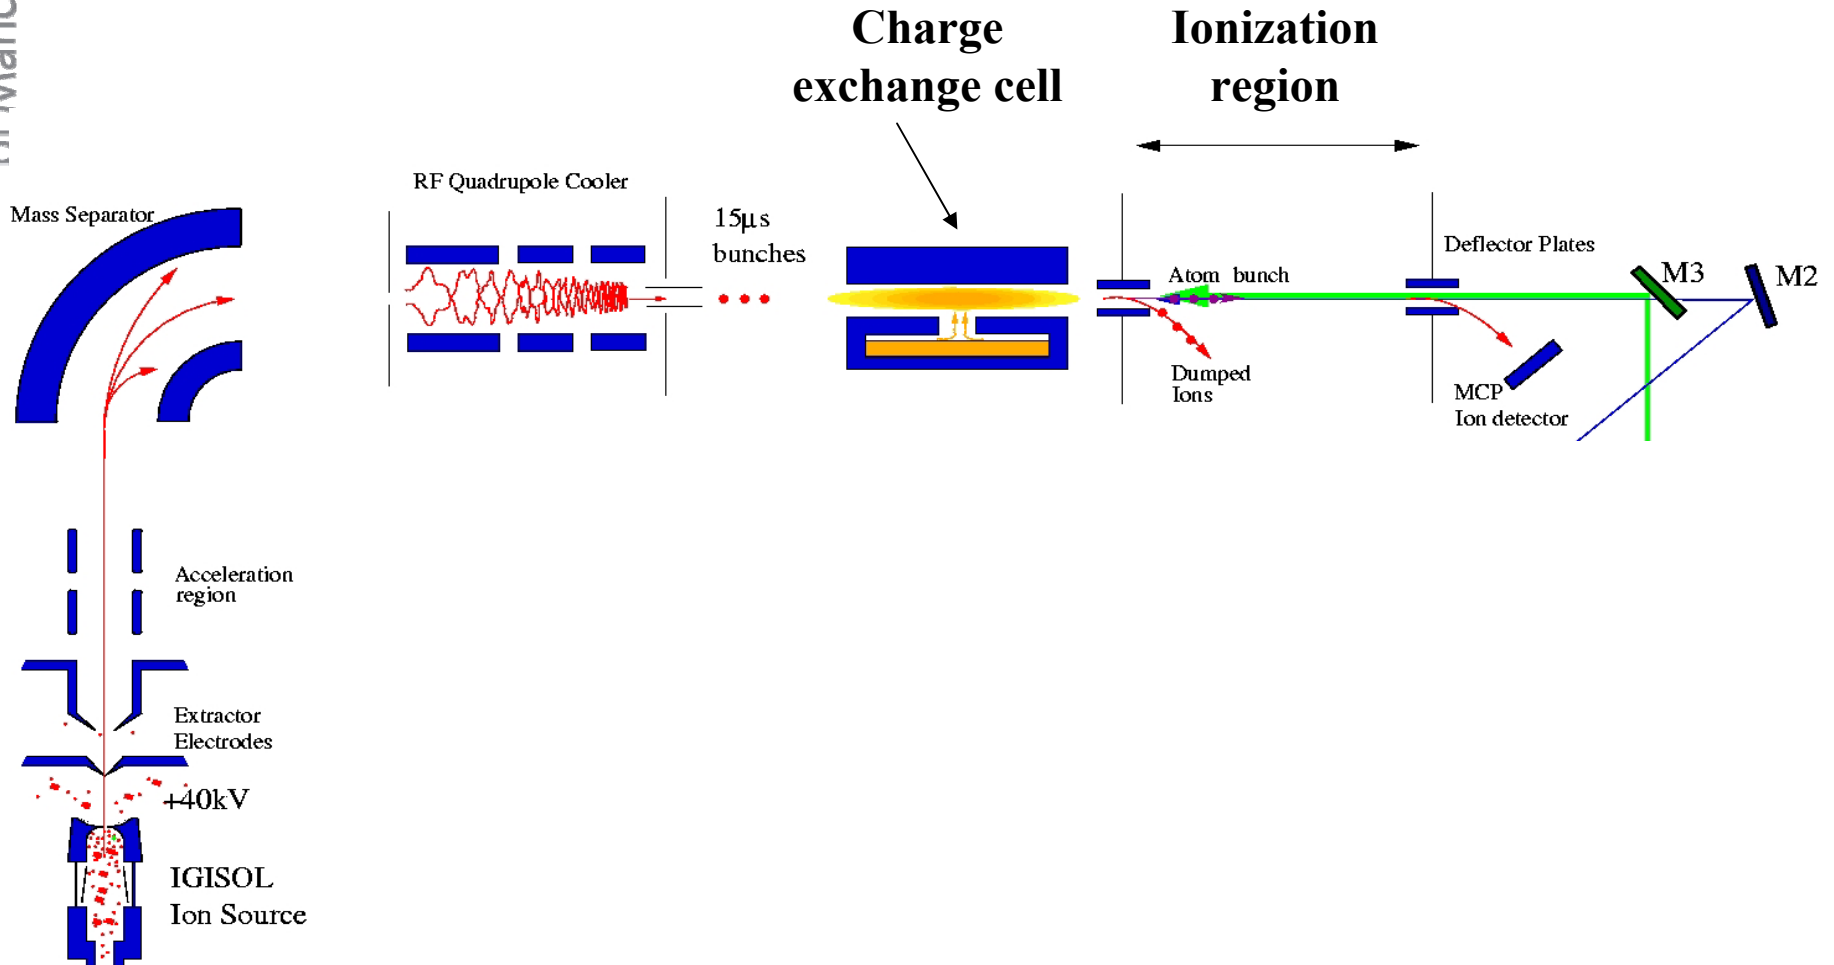 Charge
exchange cell
Ionization
region
RF Quadrupole Cooler
Mass Separator
15μs
bunches
Deflector Plates
Atom bunch
M3
M2
Dumped
Ions
MCP
Ion detector
Acceleration
region
Extractor
Electrodes
+40kV
IGISOL
Ion Source